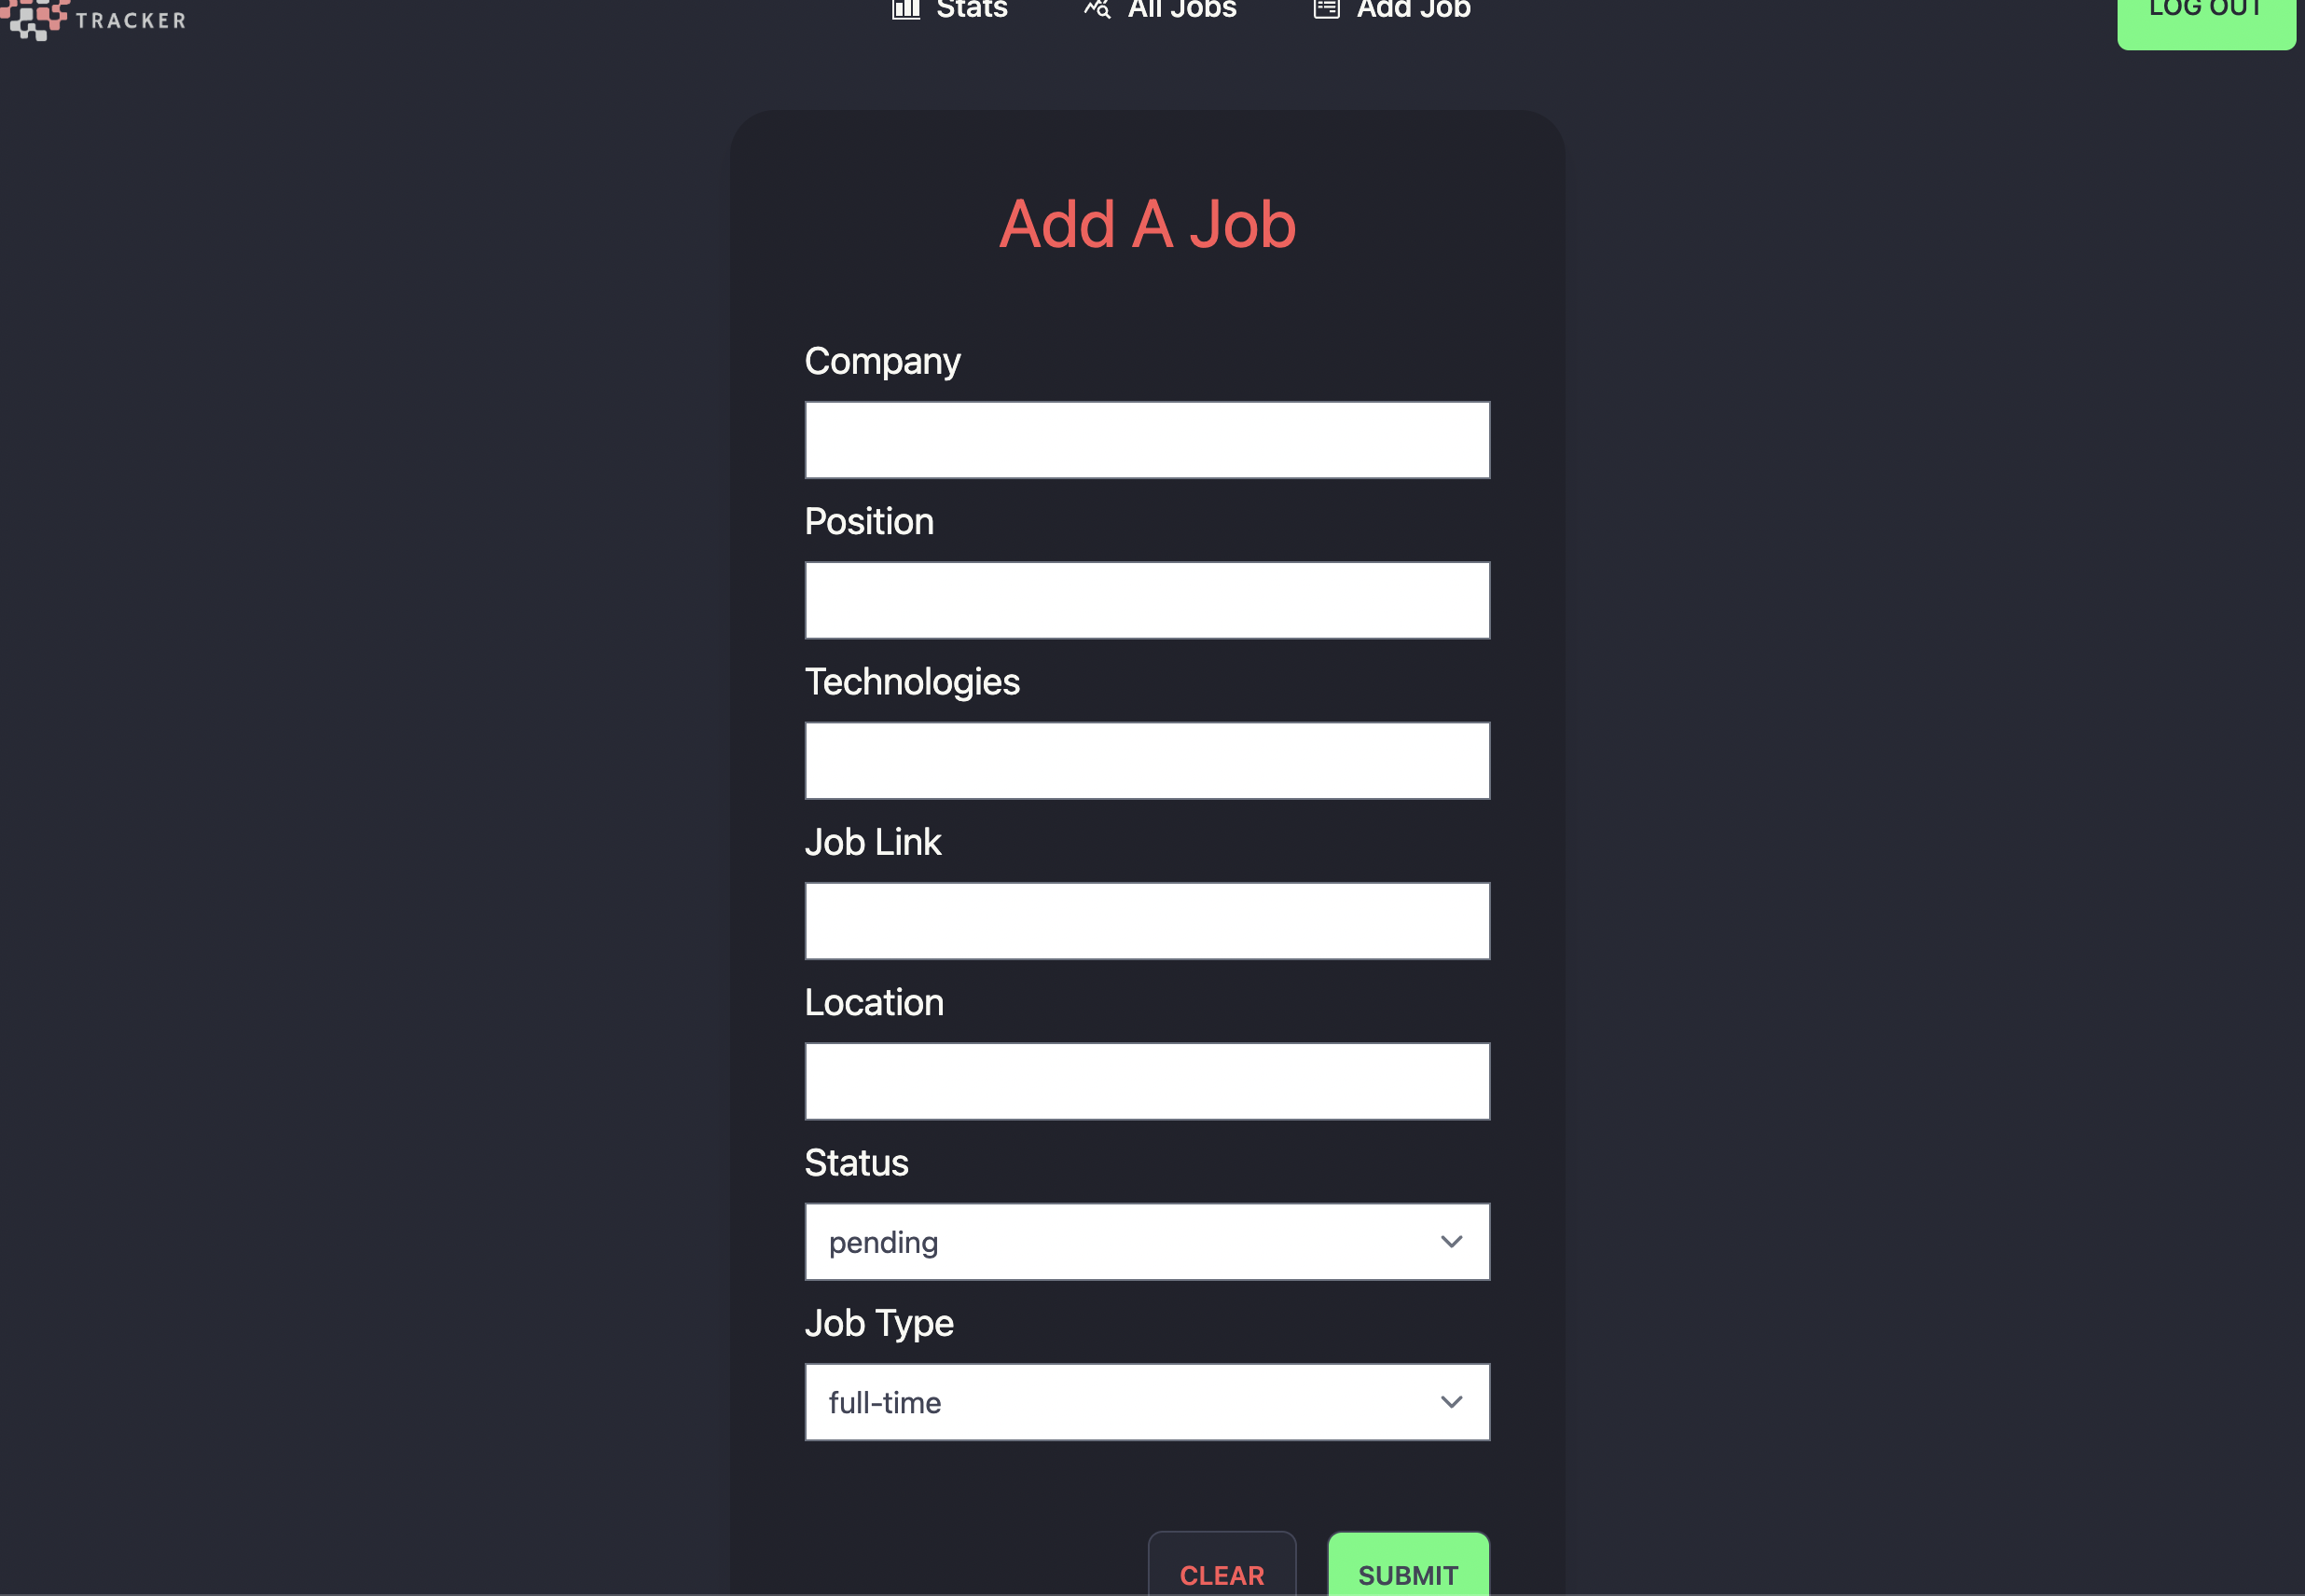 TRACKER
Stats
All Jobs
Add Job
LOG OUT
Add A Job
Company
Position
Technologies
Job Link
Location
Status
pending
Job Type
full-time
CLEAR
SUBMIT